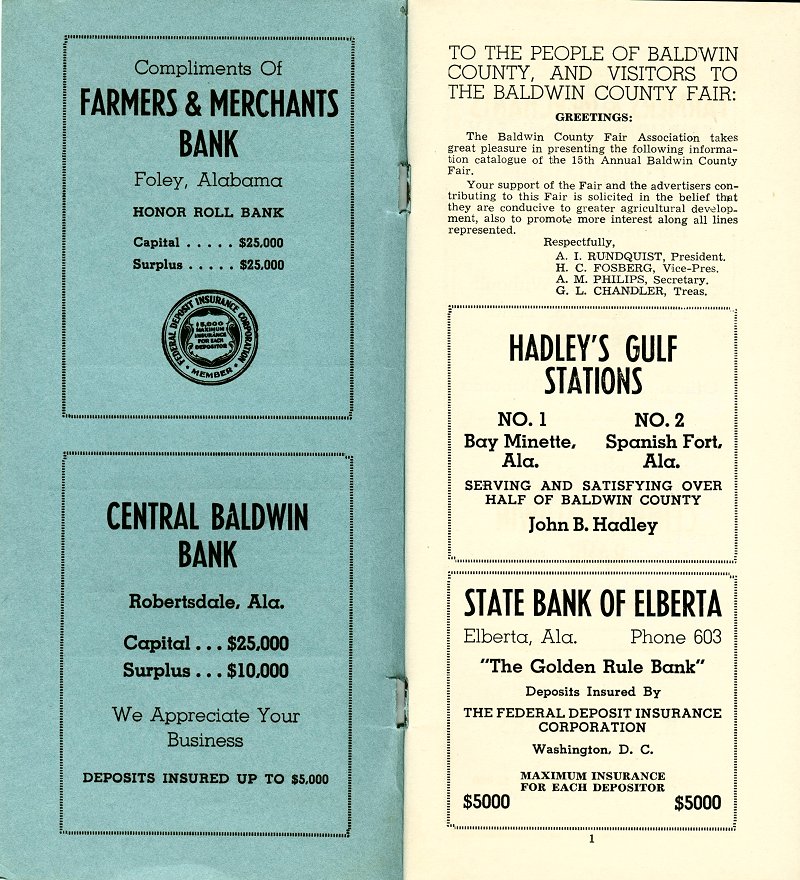 Compliments Of
FARMERS & MERCHANTS
BANK
Foley, Alabama
HONOR ROLL BANK
Capital . . . . . $25,000
Surplus . . . . . $25,000
FEDERAL DEPOSIT INSURANCE CORPORATION
$5,000
MAXIMUM
INSURANCE
FOR EACH
DEPOSITOR
• MEMBER •
CENTRAL BALDWIN
BANK
Robertsdale, Ala.
Capital . . . $25,000
Surplus . . . $10,000
We Appreciate Your
Business
DEPOSITS INSURED UP TO $5,000
TO THE PEOPLE OF BALDWIN
COUNTY, AND VISITORS TO
THE BALDWIN COUNTY FAIR:
GREETINGS:
The Baldwin County Fair Association takes
great pleasure in presenting the following informa-
tion catalogue of the 15th Annual Baldwin County
Fair.
Your support of the Fair and the advertisers con-
tributing to this Fair is solicited in the belief that
they are conducive to greater agricultural develop-
ment, also to promote more interest along all lines
represented.
Respectfully,
A. I. RUNDQUIST, President.
H. C. FOSBERG, Vice-Pres.
A. M. PHILIPS, Secretary.
G. L. CHANDLER, Treas.
HADLEY'S GULF
STATIONS
NO. 1 NO. 2
Bay Minette, Spanish Fort,
Ala. Ala.
SERVING AND SATISFYING OVER
HALF OF BALDWIN COUNTY
John B. Hadley
STATE BANK OF ELBERTA
Elberta, Ala. Phone 603
"The Golden Rule Bank"
Deposits Insured By
THE FEDERAL DEPOSIT INSURANCE
CORPORATION
Washington, D. C.
MAXIMUM INSURANCE
FOR EACH DEPOSITOR
$5000 $5000
1